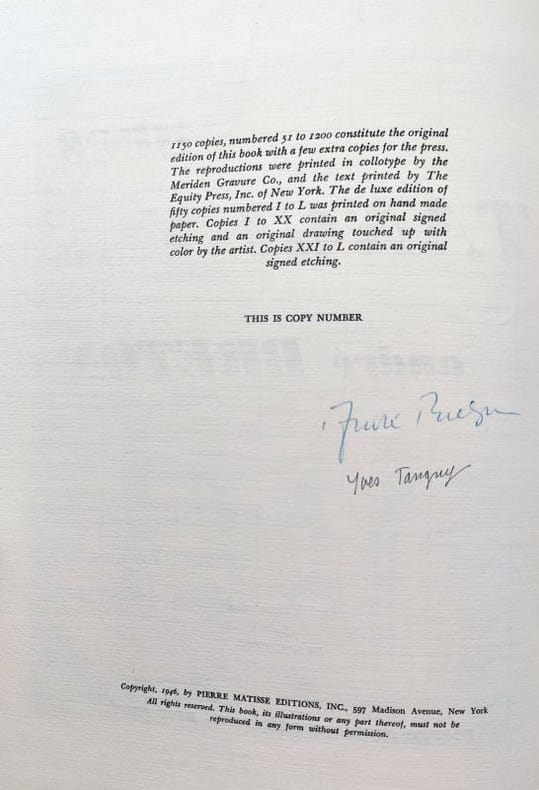 1150 copies, numbered 51 to 1200 constitute the original
edition of this book with a few extra copies for the press.
The reproductions were printed in collotype by the
Meriden Gravure Co., and the text printed by The
Equity Press, Inc. of New York. The de luxe edition of
fifty copies numbered I to L was printed on hand made
paper. Copies I to XX contain an original signed
etching and an original drawing touched up with
color by the artist. Copies XXI to L contain an original
signed etching.
THIS IS COPY NUMBER
André Breton
Yves Tanguy
Copyright, 1946, by PIERRE MATISSE EDITIONS, INC., 597 Madison Avenue, New York
All rights reserved. This book, its illustrations or any part thereof, must not be
reproduced in any form without permission.